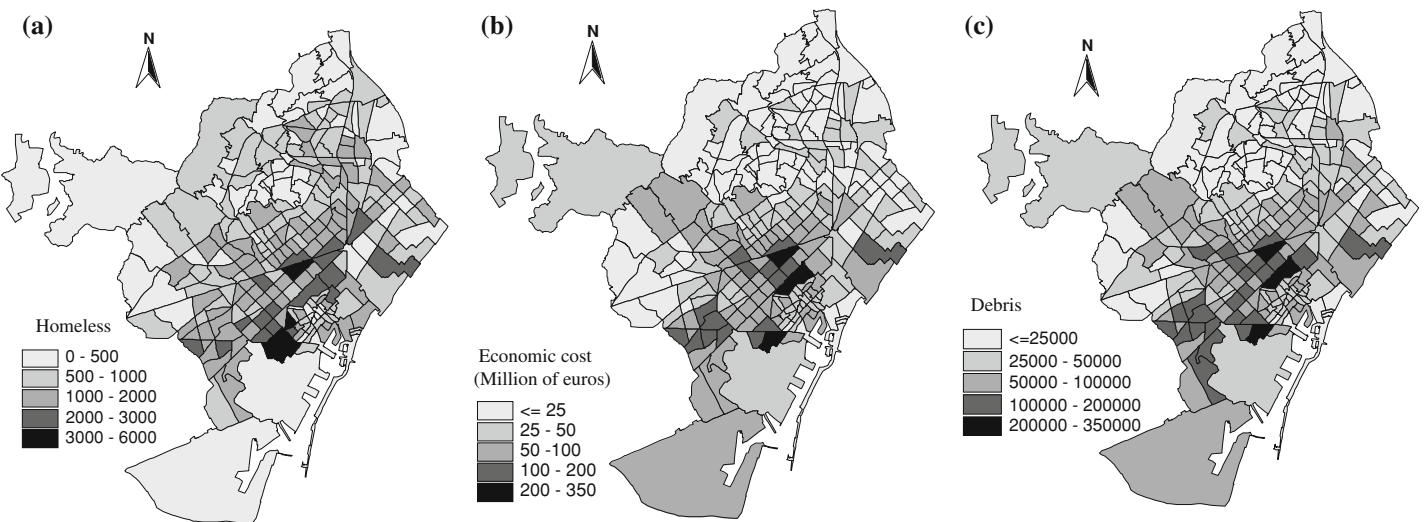 (a)
N
Homeless
0 - 500
500 - 1000
1000 - 2000
2000 - 3000
3000 - 6000
(b)
N
Economic cost
(Million of euros)
<= 25
25 - 50
50 -100
100 - 200
200 - 350
(c)
N
Debris
<=25000
25000 - 50000
50000 - 100000
100000 - 200000
200000 - 350000